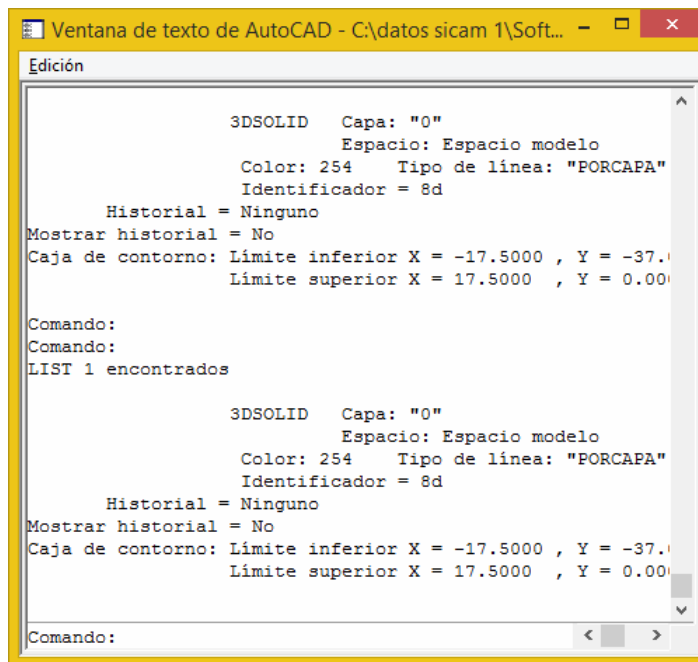 Ventana de texto de AutoCAD - C:\datos sicam 1\Soft...
Edición
3DSOLID Capa: "0"
Espacio: Espacio modelo
Color: 254 Tipo de línea: "PORCAPA"
Identificador = 8d
Historial = Ninguno
Mostrar historial = No
Caja de contorno: Límite inferior X = -17.5000 , Y = -37.
Límite superior X = 17.5000 , Y = 0.00
Comando:
Comando:
LIST 1 encontrados
3DSOLID Capa: "0"
Espacio: Espacio modelo
Color: 254 Tipo de línea: "PORCAPA"
Identificador = 8d
Historial = Ninguno
Mostrar historial = No
Caja de contorno: Límite inferior X = -17.5000 , Y = -37.
Límite superior X = 17.5000 , Y = 0.00
Comando: